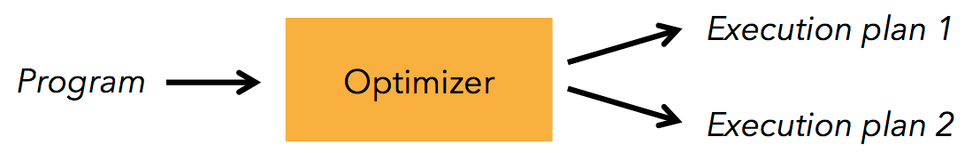 Execution plan 1
Program
Optimizer
Execution plan 2